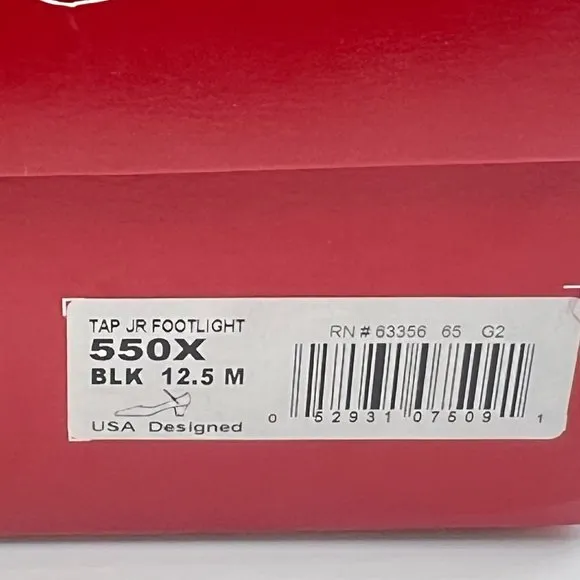 TAP JR FOOTLIGHT
550X
BLK 12.5 M
USA Designed
RN # 63356 65 G2
0 52931 07509 1